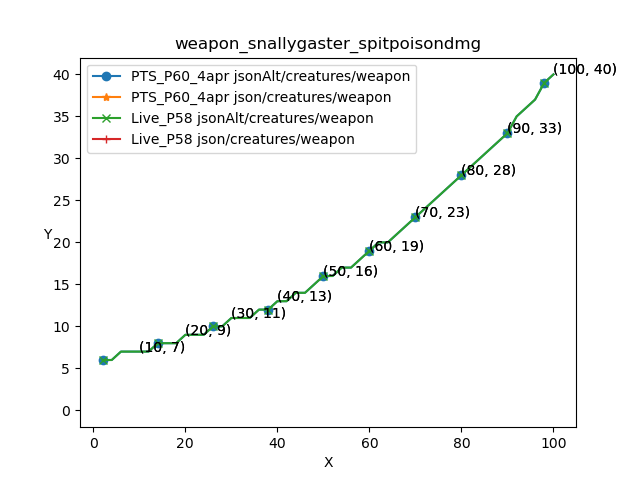 weapon_snallygaster_spitpoisondmg
PTS_P60_4apr jsonAlt/creatures/weapon
PTS_P60_4apr json/creatures/weapon
Live_P58 jsonAlt/creatures/weapon
Live_P58 json/creatures/weapon
(100, 40)
(90, 33)
(80, 28)
(70, 23)
(60, 19)
(50, 16)
(40, 13)
(30, 11)
(20, 9)
(10, 7)
40
35
30
25
20
15
10
5
0
Y
0 20 40 60 80 100
X